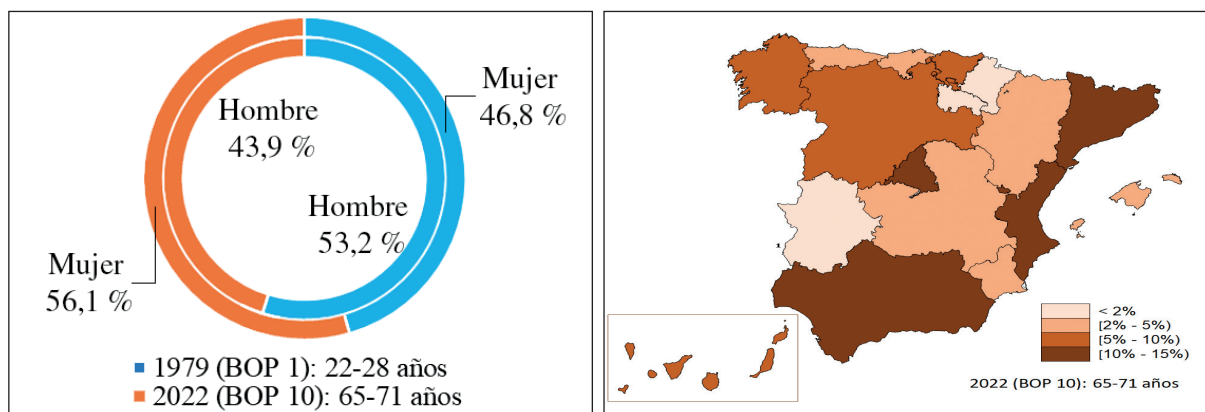 Mujer
46,8 %
Hombre
43,9 %
Hombre
53,2 %
Mujer
56,1 %
1979 (BOP 1): 22-28 años
2022 (BOP 10): 65-71 años
1
< 2%
[2% - 5%)
[5% - 10%)
[10% - 15%)
2022 (BOP 10): 65-71 años